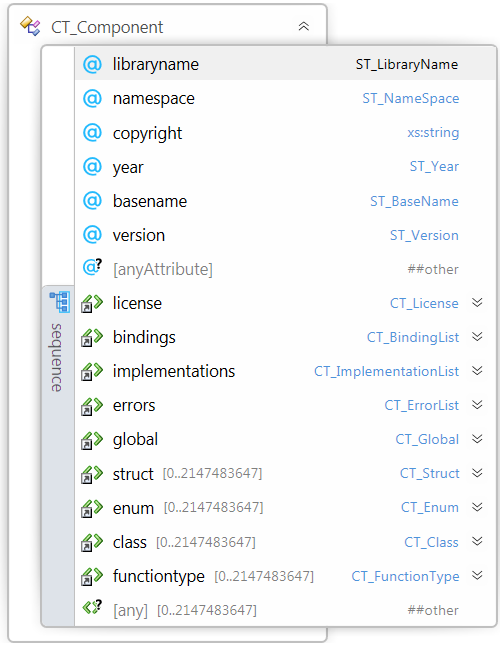 CT_Component
libraryname ST_LibraryName
namespace ST_NameSpace
copyright xs:string
year ST_Year
basename ST_BaseName
version ST_Version
[anyAttribute] ##other
license CT_License
bindings CT_BindingList
implementations CT_ImplementationList
errors CT_ErrorList
global CT_Global
struct [0..2147483647] CT_Struct
enum [0..2147483647] CT_Enum
class [0..2147483647] CT_Class
functiontype [0..2147483647] CT_FunctionType
[any] [0..2147483647] ##other
sequence